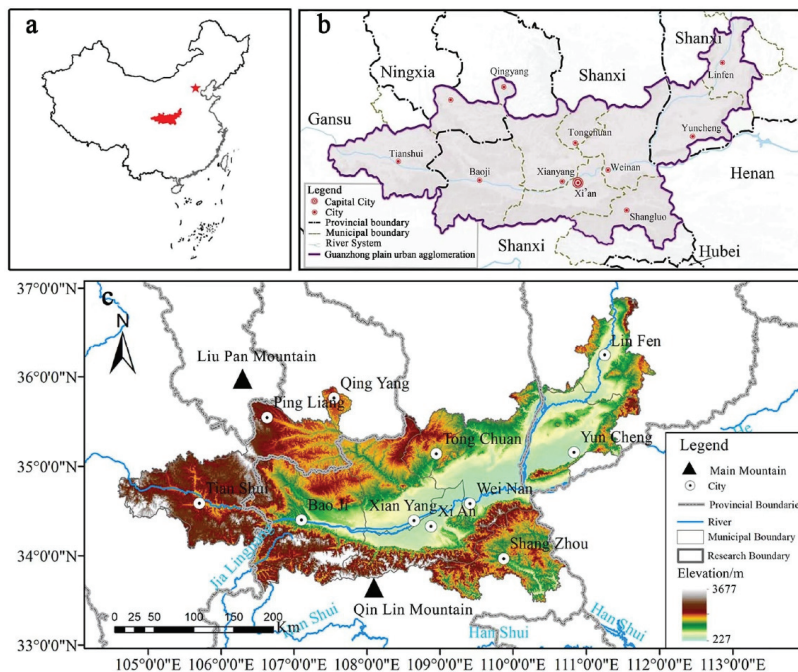 a
b
Shanxi
Ningxia
Qingyang
Shanxi
Linfen
Gansu
Tongchuan
Yuncheng
Tianshui
Baoji
Xianyang
Weinan
Henan
Xi'an
Shangluo
Legend
Capital City
City
Provincial boundary
Municipal boundary
River System
Guanzhong plain urban agglomeration
Shanxi
Hubei
c
37°0'0"N
36°0'0"N
35°0'0"N
34°0'0"N
33°0'0"N
N
Liu Pan Mountain
Lin Fen
Qing Yang
Ping Liang
Tong Chuan
Yun Cheng
Tian Shui
Bao Ji
Xian Yang
Wei Nan
Xi An
Shang Zhou
Jia Lingjiang
Qin Lin Mountain
Han Shui
Han Shui
Han Shui
0 25 50 100 150 200
Km
Legend
Main Mountain
City
Provincial Boundarie
River
Municipal Boundary
Research Boundary
Elevation/m
3677
227
105°0'0"E 106°0'0"E 107°0'0"E 108°0'0"E 109°0'0"E 110°0'0"E 111°0'0"E 112°0'0"E 113°0'0"E